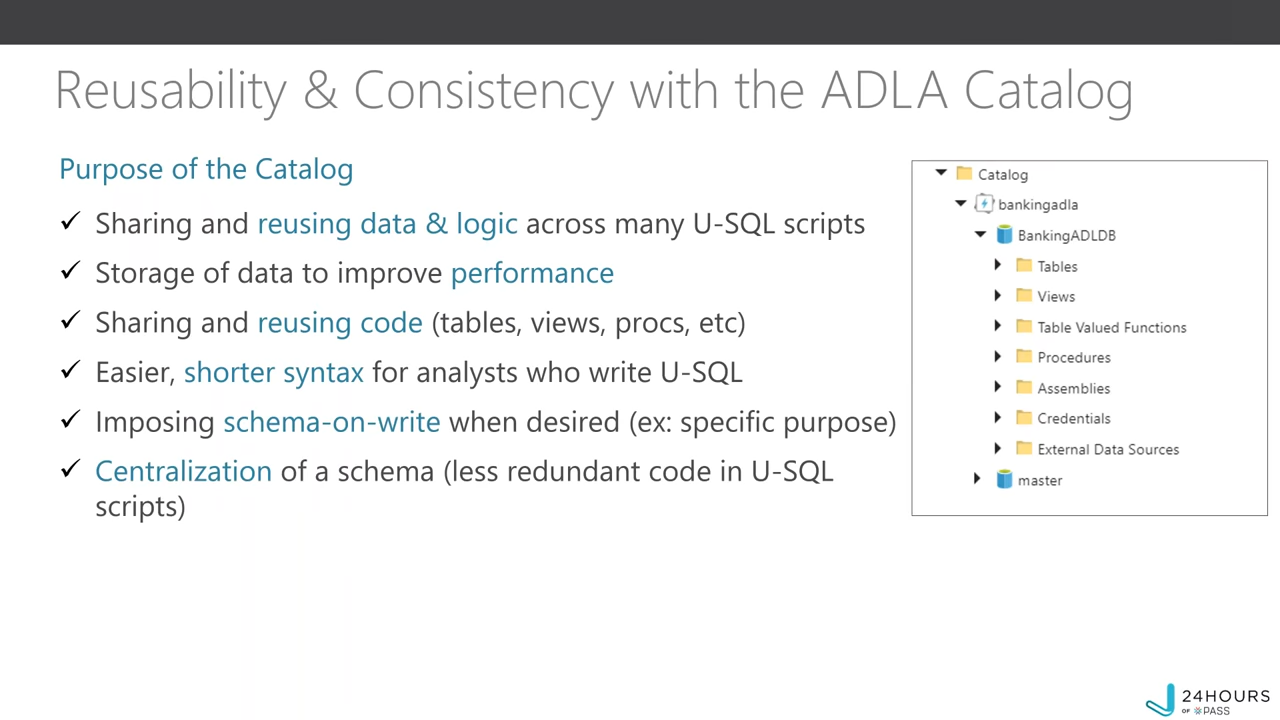 Reusability & Consistency with the ADLA Catalog
Purpose of the Catalog
✓ Sharing and reusing data & logic across many U-SQL scripts
✓ Storage of data to improve performance
✓ Sharing and reusing code (tables, views, procs, etc)
✓ Easier, shorter syntax for analysts who write U-SQL
✓ Imposing schema-on-write when desired (ex: specific purpose)
✓ Centralization of a schema (less redundant code in U-SQL
scripts)
Catalog
bankingadla
BankingADLDB
Tables
Views
Table Valued Functions
Procedures
Assemblies
Credentials
External Data Sources
master
24HOURS
OF PASS